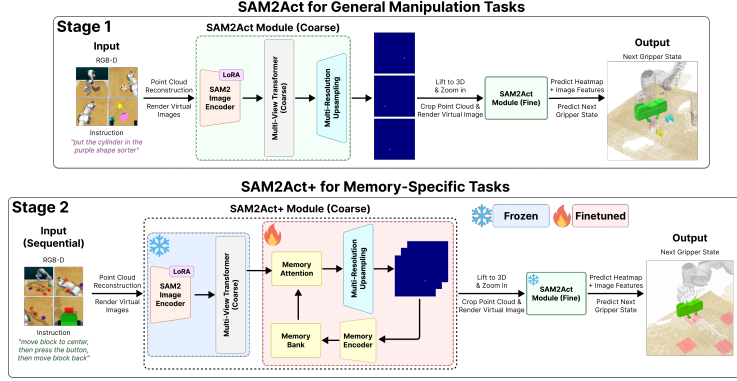 SAM2Act for General Manipulation Tasks
Stage 1
SAM2Act Module (Coarse)
Input
RGB-D
Instruction
"put the cylinder in the
purple shape sorter"
Point Cloud
Reconstruction
Render Virtual
Images
SAM2
Image
Encoder
LoRA
Multi-View Transformer
(Coarse)
Multi-Resolution
Upsampling
Lift to 3D
& Zoom in
Crop Point Cloud &
Render Virtual Image
SAM2Act
Module (Fine)
Predict Heatmap
+ Image Features
Predict Next
Gripper State
Output
Next Gripper State
SAM2Act+ for Memory-Specific Tasks
Stage 2
SAM2Act+ Module (Coarse)
Frozen
Finetuned
Input
(Sequential)
RGB-D
Instruction
"move block to center,
then press the button,
then move block back"
Point Cloud
Reconstruction
Render Virtual
Images
SAM2
Image
Encoder
LoRA
Multi-View Transformer
(Coarse)
Memory
Attention
Multi-Resolution
Upsampling
Memory
Bank
Memory
Encoder
Lift to 3D
& Zoom in
Crop Point Cloud &
Render Virtual Image
SAM2Act
Module (Fine)
Predict Heatmap
+ Image Features
Predict Next
Gripper State
Output
Next Gripper State